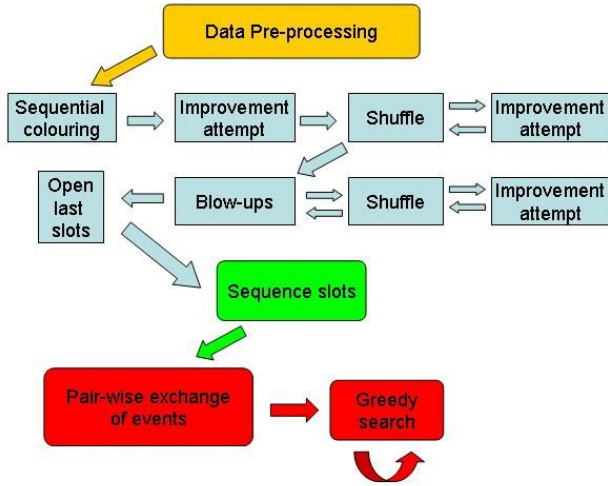 Data Pre-processing
Sequential
colouring
Improvement
attempt
Shuffle
Improvement
attempt
Open
last
slots
Blow-ups
Shuffle
Improvement
attempt
Sequence slots
Pair-wise exchange
of events
Greedy
search